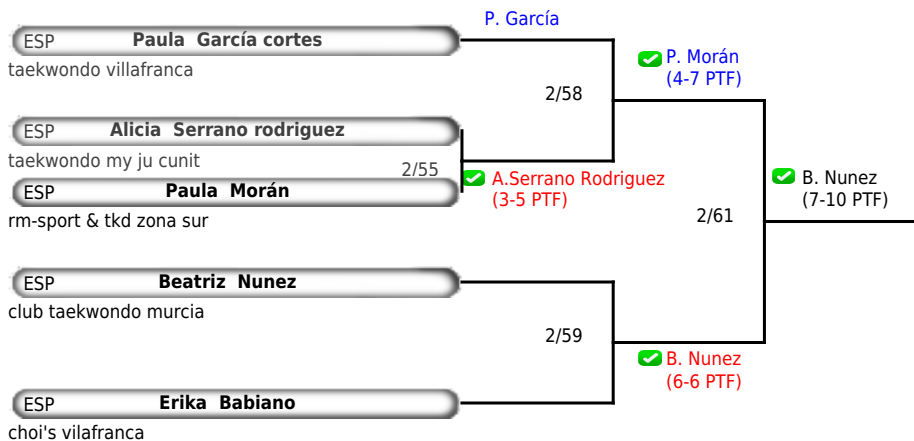 P. García
ESP Paula García cortes
taekwondo villafranca
P. Morán
(4-7 PTF)
2/58
ESP Alicia Serrano rodriguez
taekwondo my ju cunit
2/55
A.Serrano Rodriguez
(3-5 PTF)
ESP Paula Morán
rm-sport & tkd zona sur
B. Nunez
(7-10 PTF)
2/61
ESP Beatriz Nunez
club taekwondo murcia
2/59
B. Nunez
(6-6 PTF)
ESP Erika Babiano
choi's vilafranca